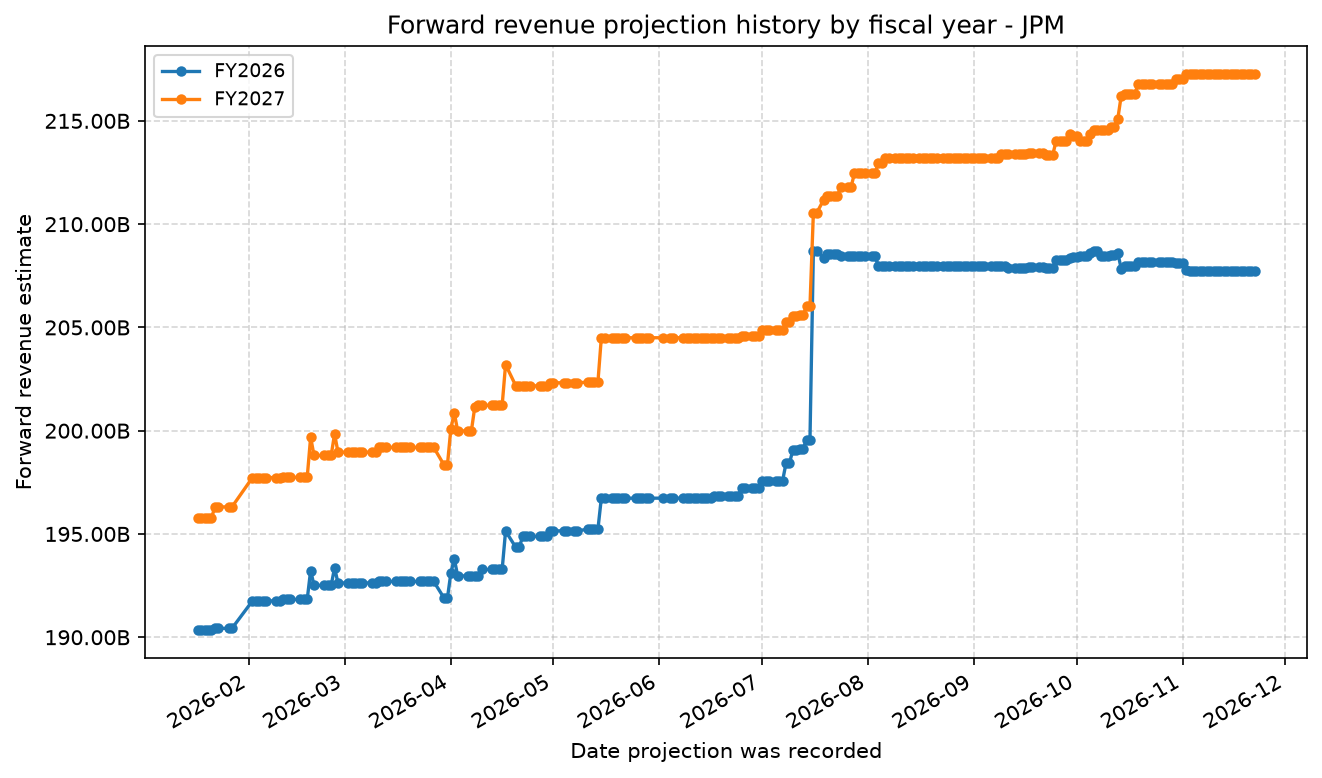 Forward revenue projection history by fiscal year - JPM
FY2026
FY2027
Forward revenue estimate
215.00B
210.00B
205.00B
200.00B
195.00B
190.00B
2026-02
2026-03
2026-04
2026-05
2026-06
2026-07
2026-08
2026-09
2026-10
2026-11
2026-12
Date projection was recorded